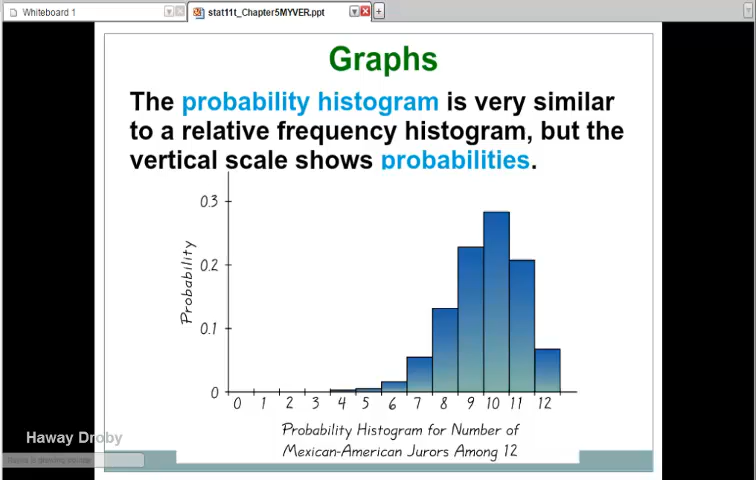 Whiteboard 1
stat11t_Chapter5MYVER.ppt
Graphs
The probability histogram is very similar
to a relative frequency histogram, but the
vertical scale shows probabilities.
0.3
0.2
0.1
0
Probability
0 1 2 3 4 5 6 7 8 9 10 11 12
Probability Histogram for Number of
Mexican-American Jurors Among 12
Haway Droby